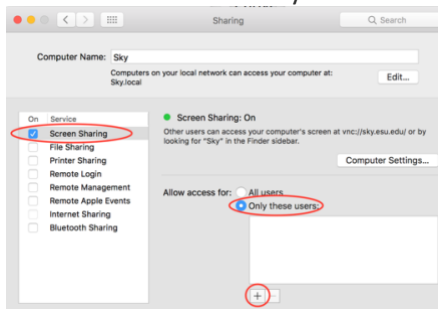 Sharing
Search
Computer Name: Sky
Computers on your local network can access your computer at:
Sky.local
Edit...
On Service
Screen Sharing
File Sharing
Printer Sharing
Remote Login
Remote Management
Remote Apple Events
Internet Sharing
Bluetooth Sharing
Screen Sharing: On
Other users can access your computer's screen at vnc://sky.esu.edu/ or by
looking for "Sky" in the Finder sidebar.
Computer Settings...
Allow access for: All users
Only these users:
+ −